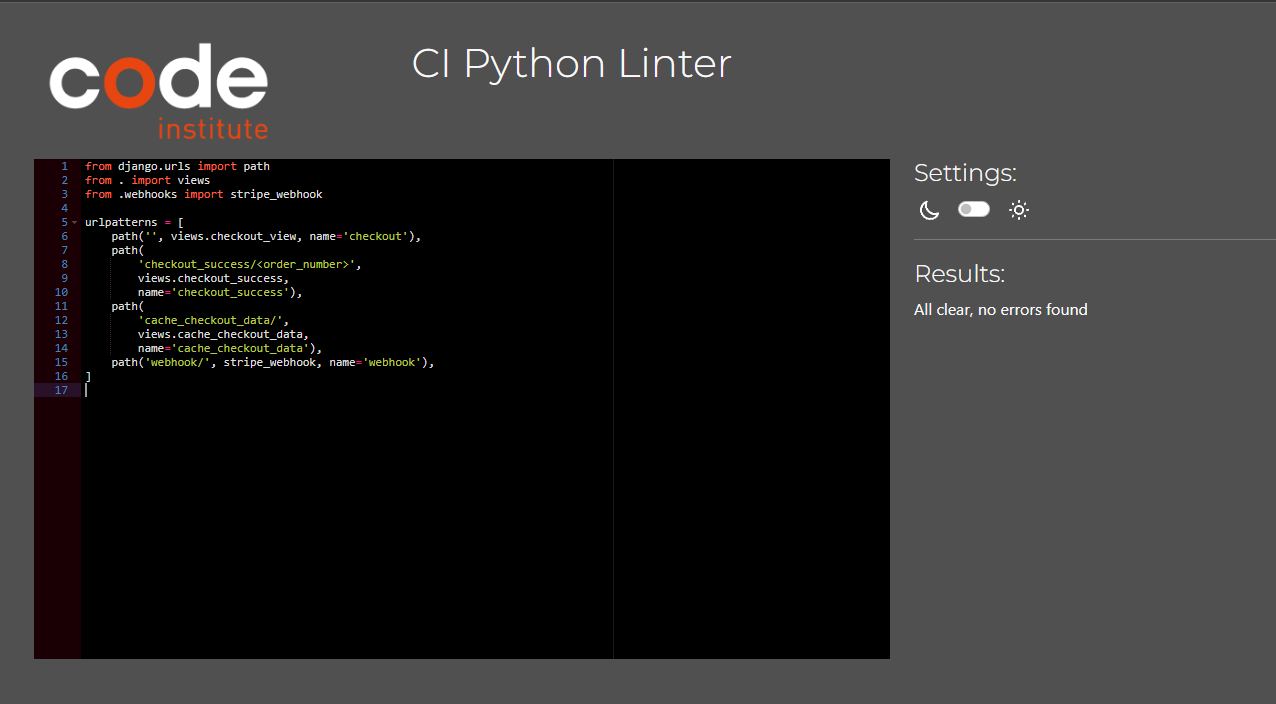 code
institute
CI Python Linter
1 from django.urls import path
2 from . import views
3 from .webhooks import stripe_webhook
4
5 urlpatterns = [
6     path('', views.checkout_view, name='checkout'),
7     path(
8         'checkout_success/<order_number>',
9         views.checkout_success,
10         name='checkout_success'),
11     path(
12         'cache_checkout_data/',
13         views.cache_checkout_data,
14         name='cache_checkout_data'),
15     path('webhook/', stripe_webhook, name='webhook'),
16 ]
17
Settings:
Results:
All clear, no errors found